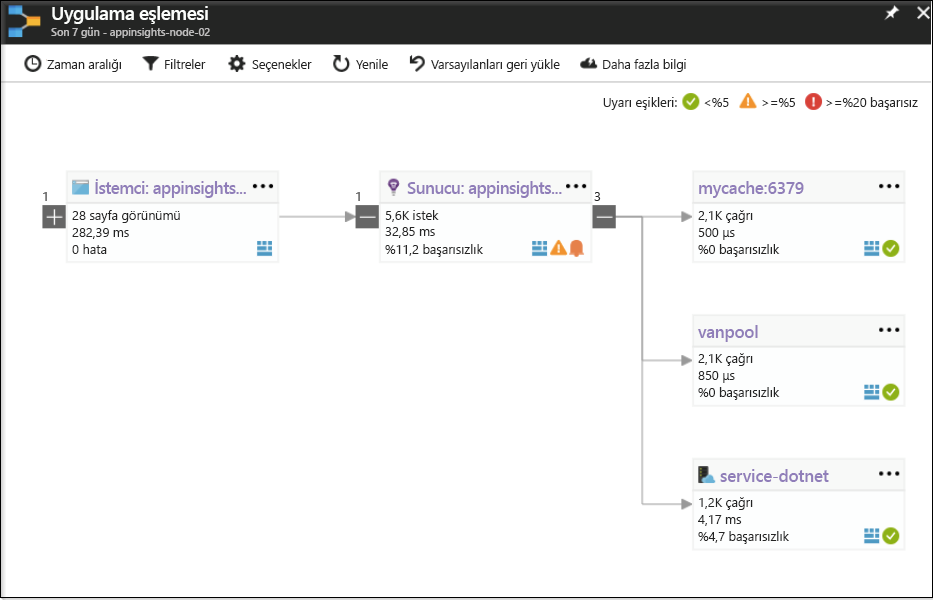 Uygulama eşlemesi
Son 7 gün - appinsights-node-02
Zaman aralığı Filtreler Seçenekler Yenile Varsayılanları geri yükle Daha fazla bilgi
Uyarı eşikleri: <%5 >=%5 >=%20 başarısız
1
İstemci: appinsights...
28 sayfa görünümü
282,39 ms
0 hata
1
Sunucu: appinsights...
5,6K istek
32,85 ms
%11,2 başarısızlık
3
mycache:6379
2,1K çağrı
500 µs
%0 başarısızlık
vanpool
2,1K çağrı
850 µs
%0 başarısızlık
service-dotnet
1,2K çağrı
4,17 ms
%4,7 başarısızlık